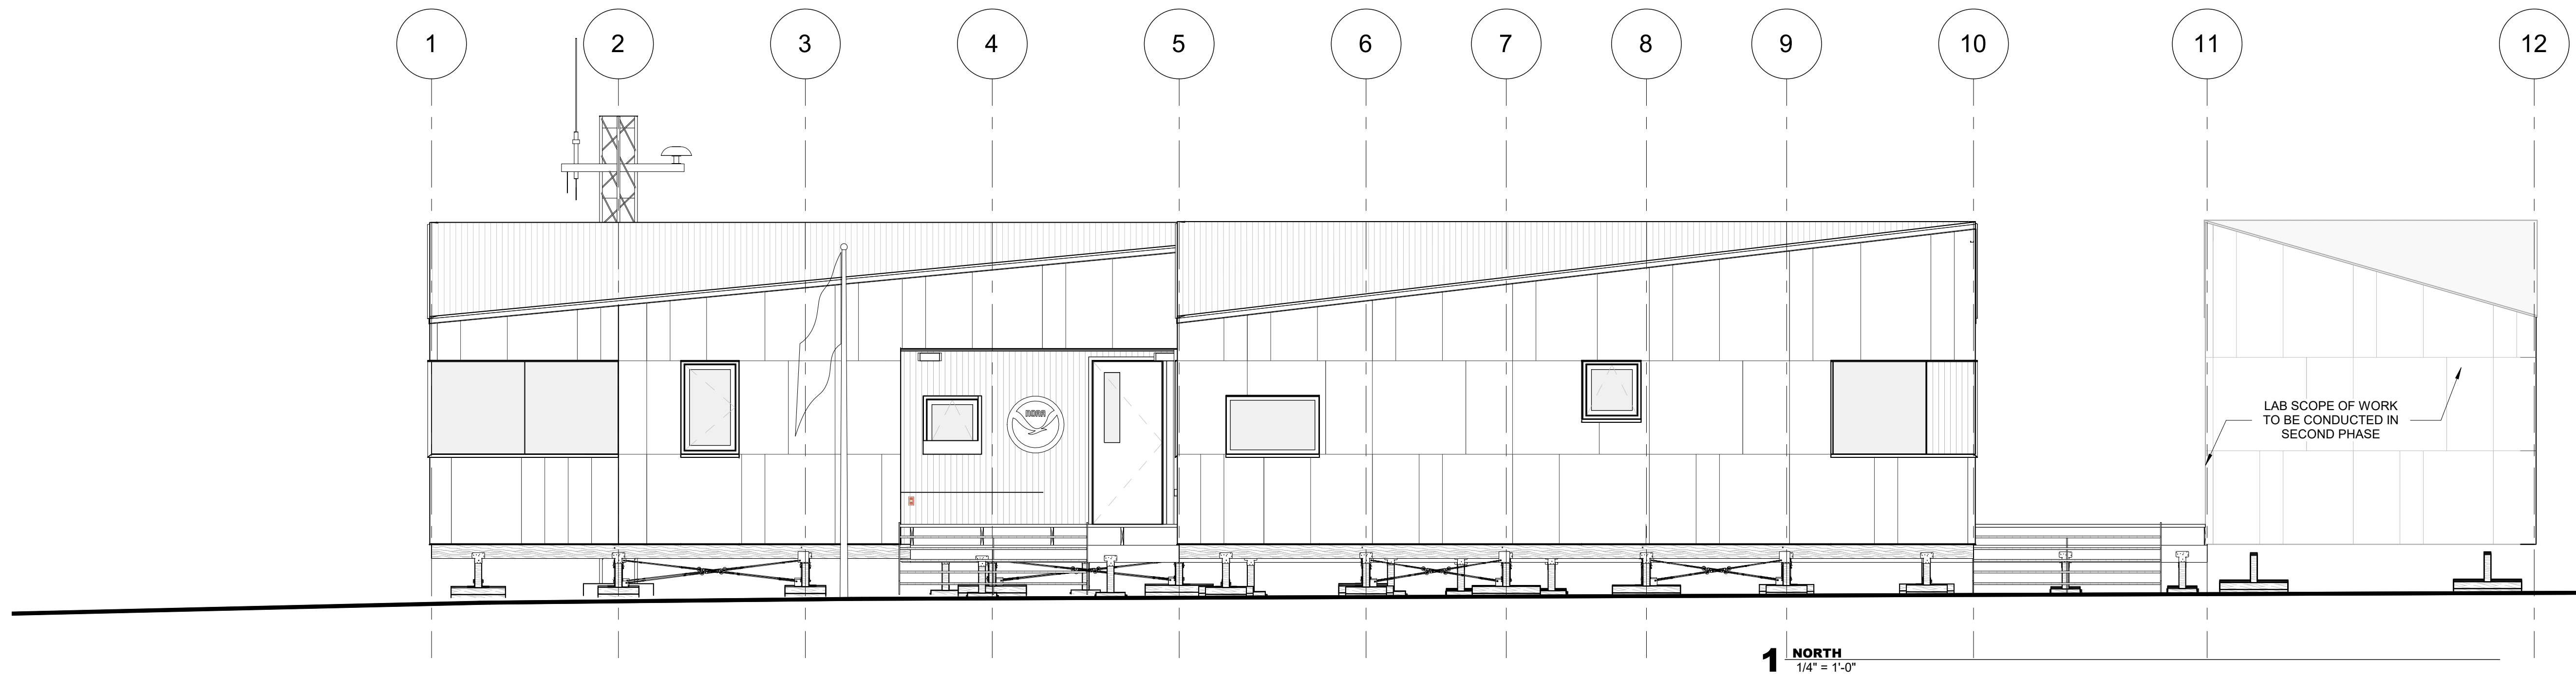 1 2 3 4 5 6 7 8 9 10 11 12
NOAA
LAB SCOPE OF WORK
TO BE CONDUCTED IN
SECOND PHASE
1 NORTH
1/4" = 1'-0"